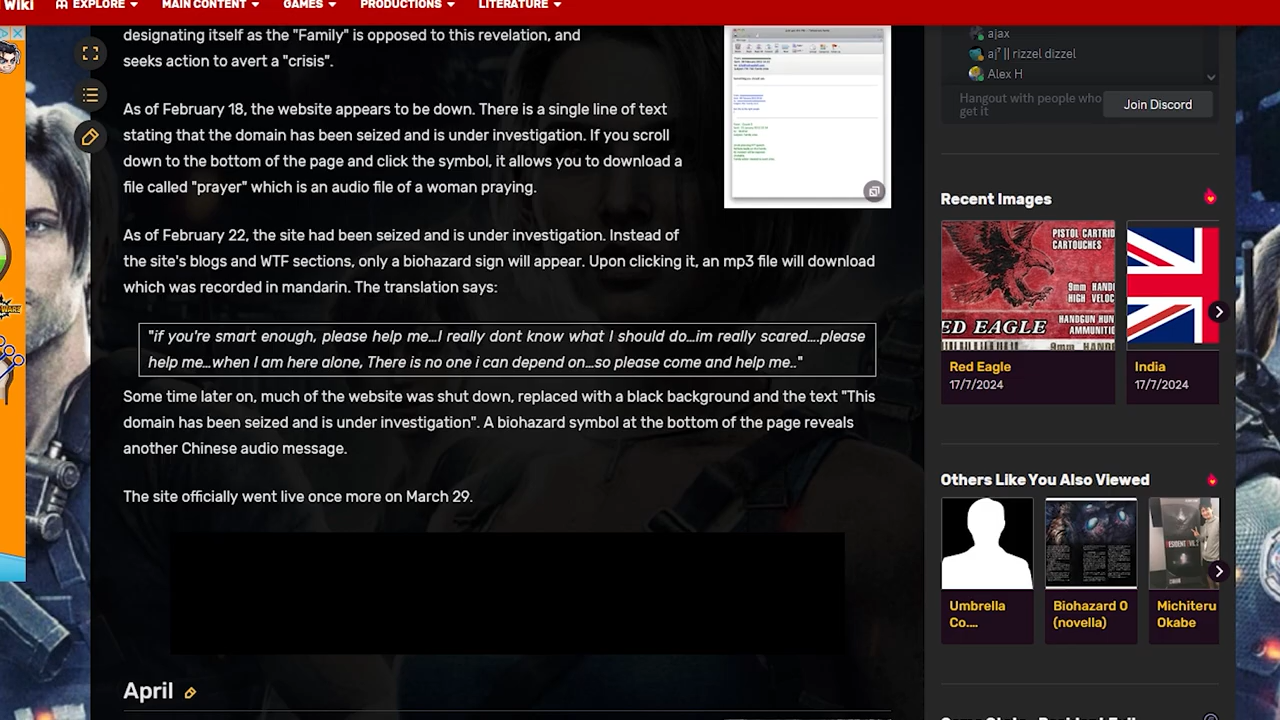 Wiki
EXPLORE
MAIN CONTENT
GAMES
PRODUCTIONS
LITERATURE
designating itself as the "Family" is opposed to this revelation, and
action to avert a "crisis".
of February 18, the website appears to be down. There is a single line of text
that the domain has been seized and is under investigation. If you scroll
to the bottom of the page and click the symbol, it allows you to download a
file called "prayer" which is an audio file of a woman praying.
As of February 22, the site had been seized and is under investigation. Instead of
the site's blogs and WTF sections, only a biohazard sign will appear. Upon clicking it, an mp3 file will download
which was recorded in mandarin. The translation says:
"if you're smart enough, please help me...I really dont know what I should do...im really scared....please
help me...when I am here alone, There is no one i can depend on...so please come and help me.."
Some time later on, much of the website was shut down, replaced with a black background and the text "This
domain has been seized and is under investigation". A biohazard symbol at the bottom of the page reveals
another Chinese audio message.
The site officially went live once more on March 29.
April
ajax
rizzel dizzel
Alex H
Hangout with people who
get it
Join Discord
Recent Images
PISTOL CARTRID
CARTOUCHES
9mm HAND
HIGH VELOC
HANDGUN HUN
AMMUNITI
ED EAGLE
9mm HAND
Red Eagle
17/7/2024
India
17/7/2024
Others Like You Also Viewed
RESIDENT EVIL 2
Umbrella
Co....
Biohazard 0
(novella)
Michiteru
Okabe